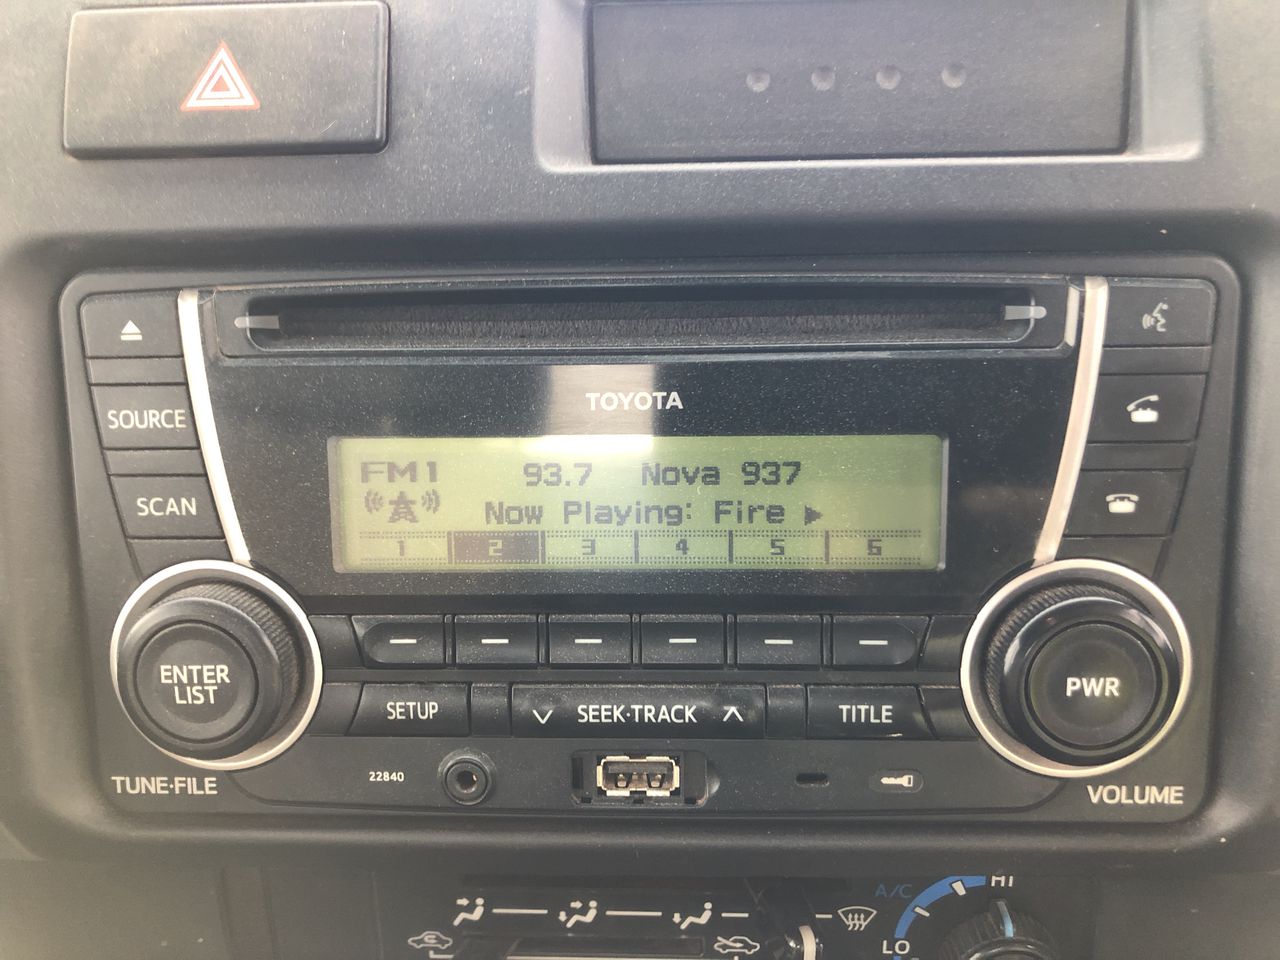 TOYOTA
SOURCE
SCAN
FM1 93.7 Nova 937
Now Playing: Fire
1 2 3 4 5 6
ENTER
LIST
PWR
SETUP
SEEK·TRACK
TITLE
TUNE·FILE
22840
VOLUME
A/C
HI
LO